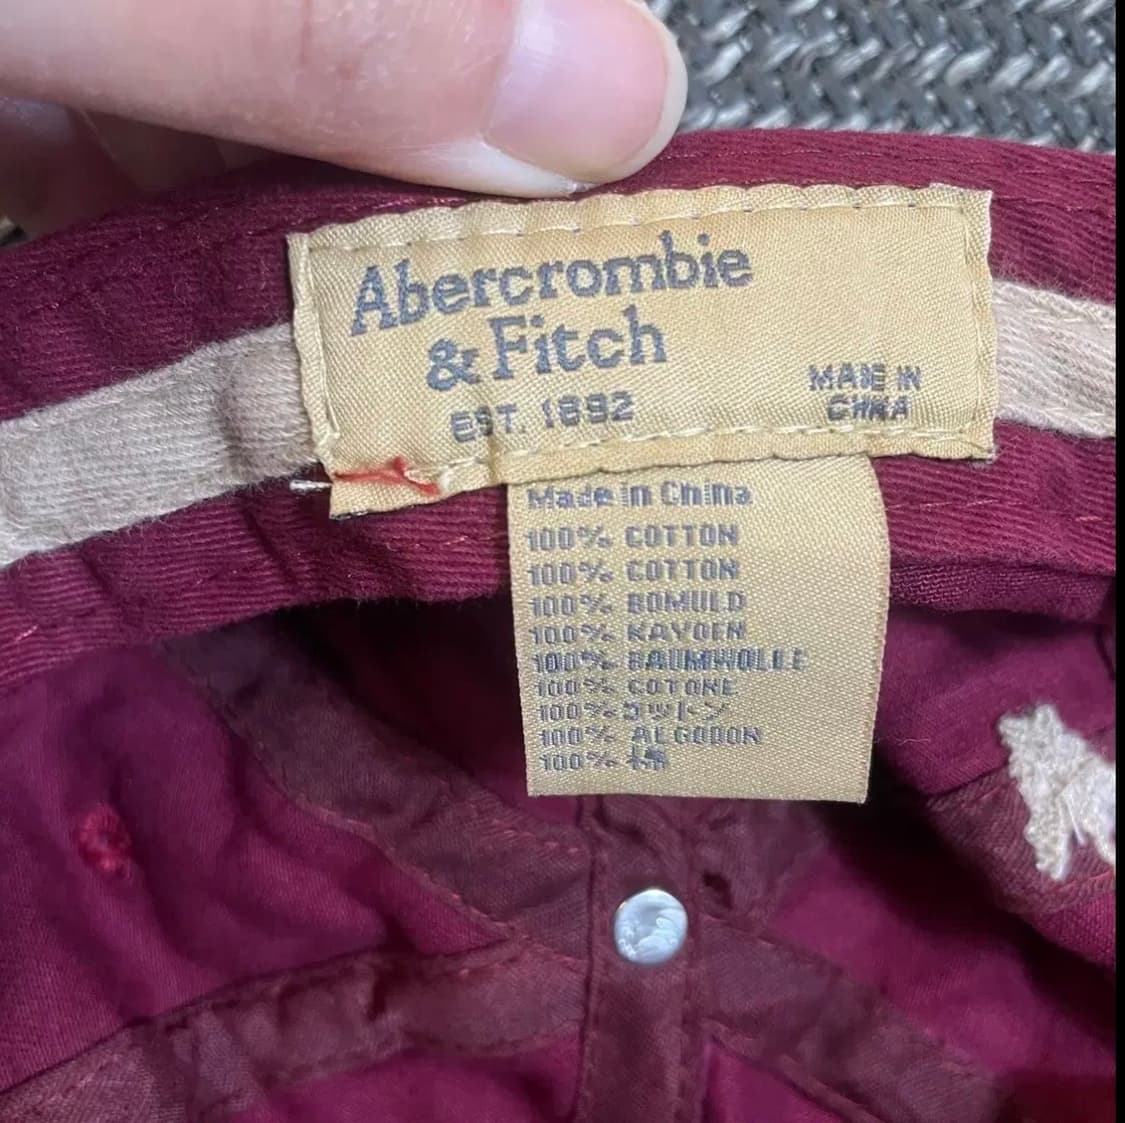 Abercrombie
& Fitch
EST. 1892
MADE IN
CHINA
Made in China
100% COTTON
100% COTTON
100% BOMULD
100% KAYDEN
100% BAUMWOLLE
100% COTONE
100% コットン
100% ALGODON
100% 棉